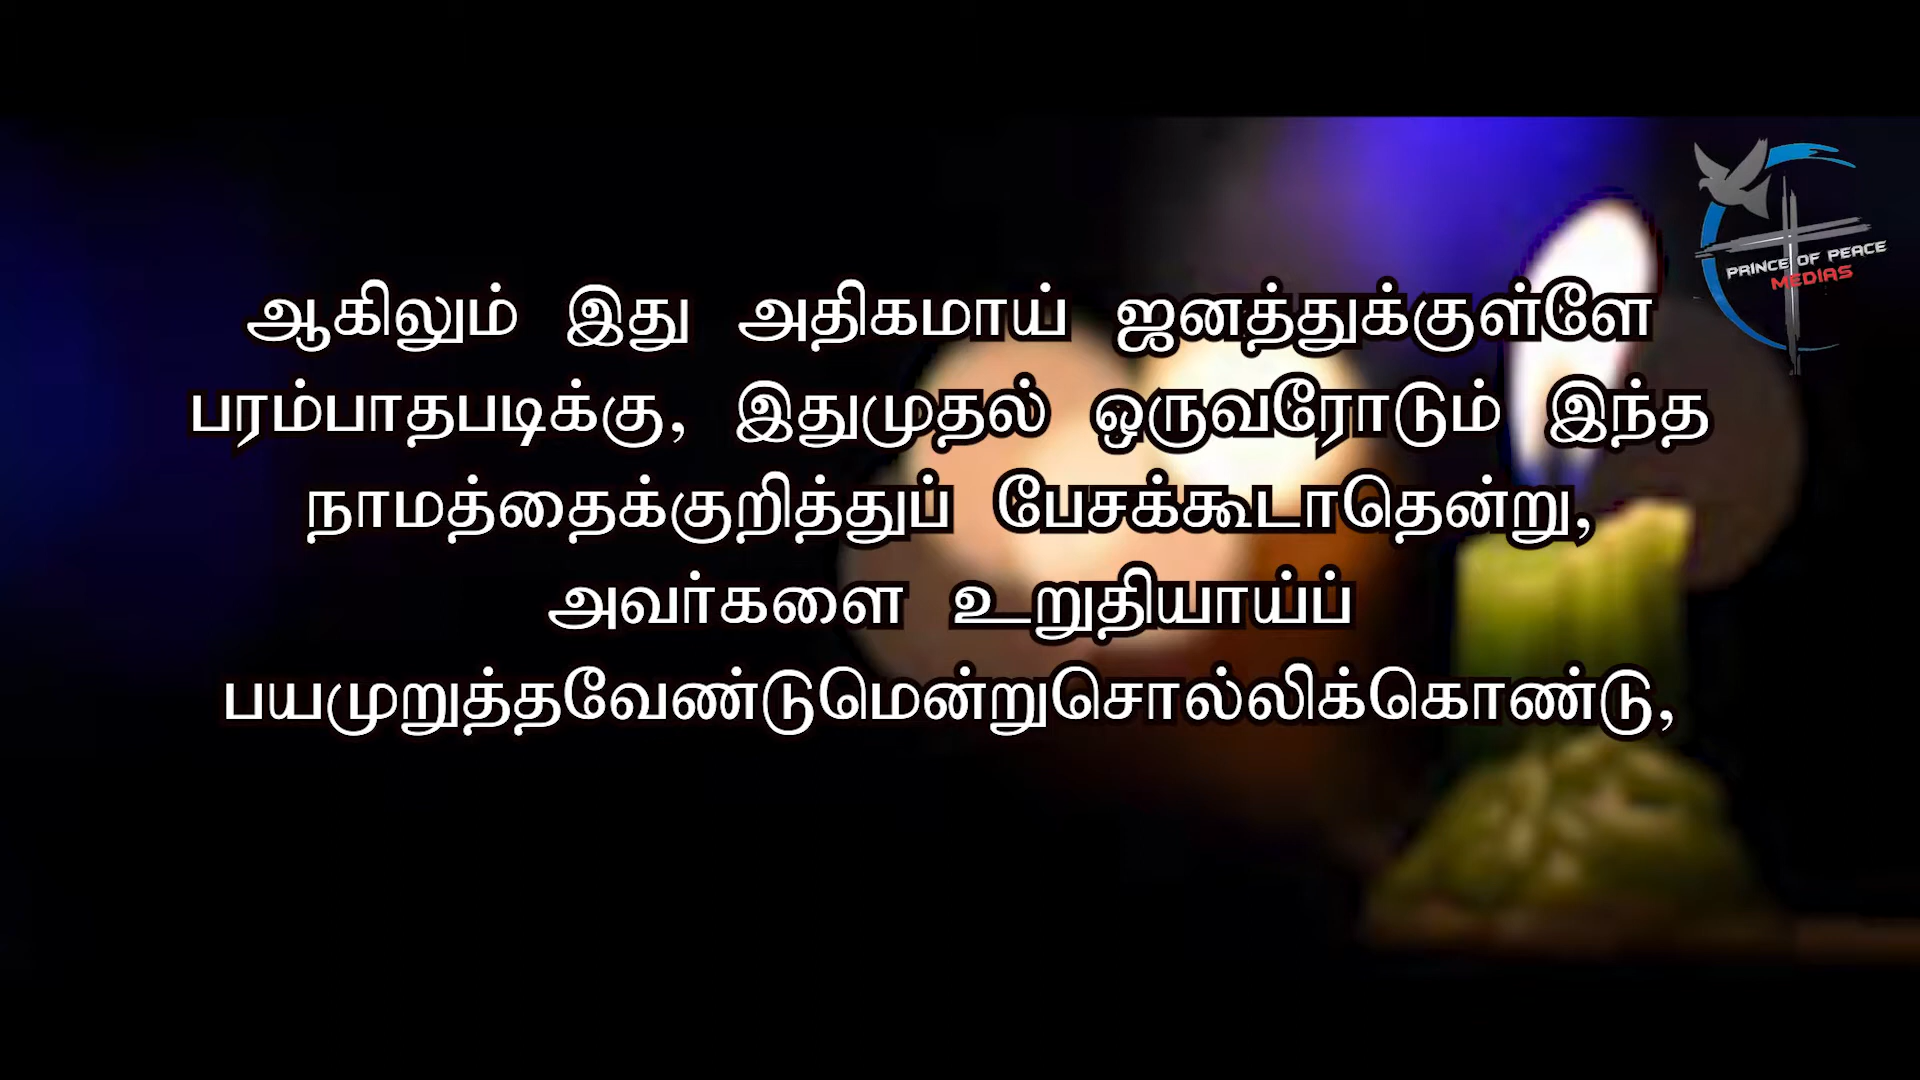 ஆகிலும் இது அதிகமாய் ஜனத்துக்குள்ளே
பரம்பாதபடிக்கு, இதுமுதல் ஒருவரோடும் இந்த
நாமத்தைக்குறித்துப் பேசக்கூடாதென்று,
அவர்களை உறுதியாய்ப்
பயமுறுத்தவேண்டுமென்றுசொல்லிக்கொண்டு,
PRINCE OF PEACE
MEDIAS